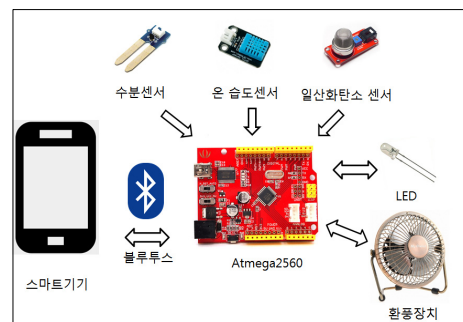 수분센서
온 습도센서
일산화탄소 센서
LED
블루투스
Atmega2560
스마트기기
환풍장치